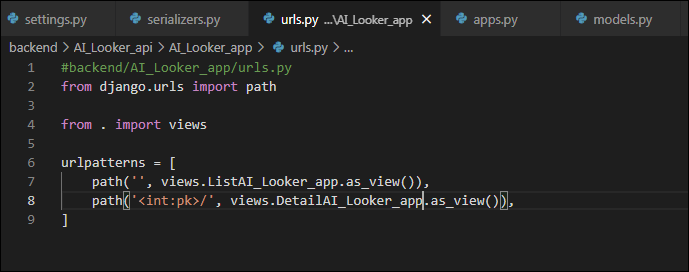 settings.py serializers.py urls.py ...\AI_Looker_app apps.py models.py
backend > AI_Looker_api > AI_Looker_app > urls.py > ...
1 #backend/AI_Looker_app/urls.py
2 from django.urls import path
3
4 from . import views
5
6 urlpatterns = [
7     path('', views.ListAI_Looker_app.as_view()),
8     path('<int:pk>/', views.DetailAI_Looker_app.as_view()),
9 ]